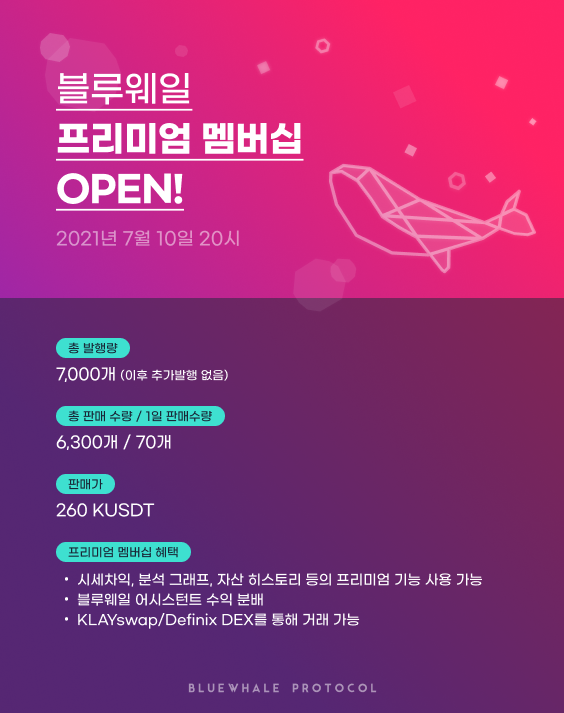 블루웨일
프리미엄 멤버십
OPEN!
2021년 7월 10일 20시
총 발행량
7,000개 (이후 추가발행 없음)
총 판매 수량 / 1일 판매수량
6,300개 / 70개
판매가
260 KUSDT
프리미엄 멤버십 혜택
• 시세차익, 분석 그래프, 자산 히스토리 등의 프리미엄 기능 사용 가능
• 블루웨일 어시스턴트 수익 분배
• KLAYswap/Definix DEX를 통해 거래 가능
BLUEWHALE PROTOCOL